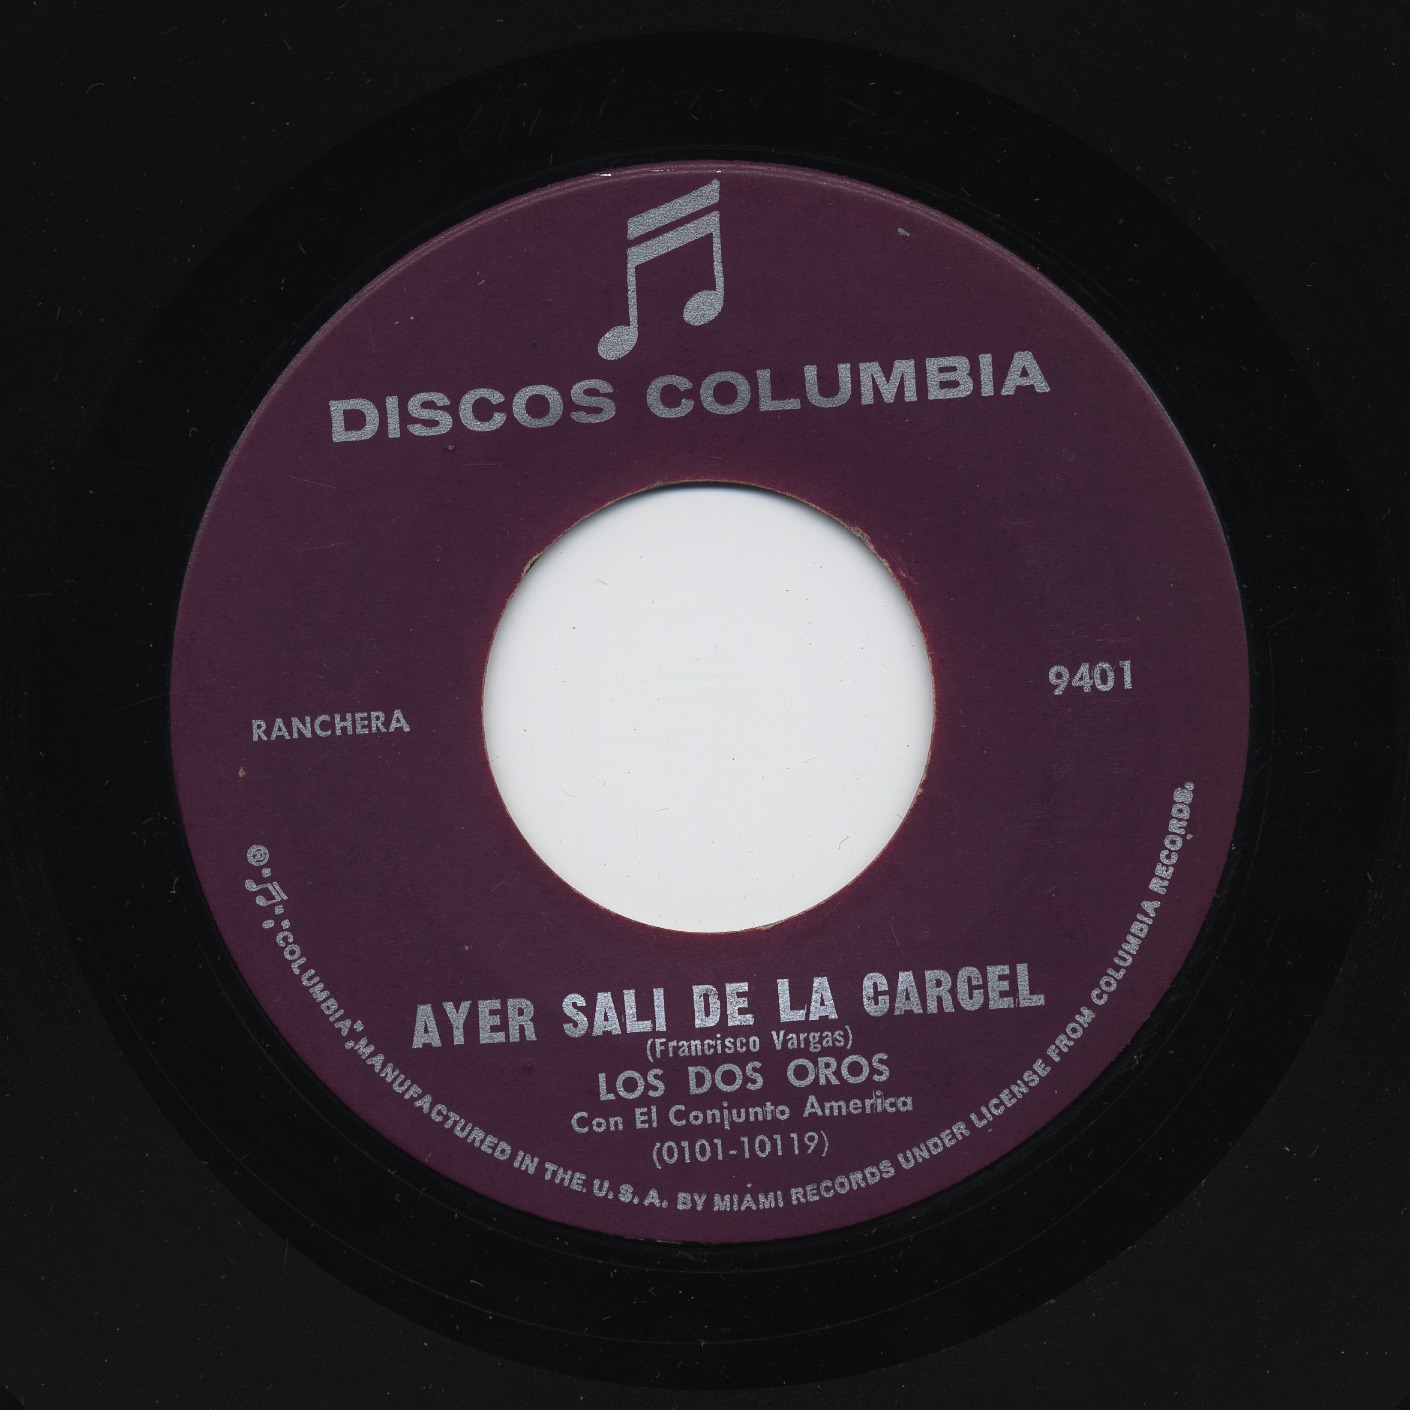 DISCOS COLUMBIA
RANCHERA
9401
AYER SALI DE LA CARCEL
(Francisco Vargas)
LOS DOS OROS
Con El Conjunto America
(0101-10119)
"COLUMBIA", MANUFACTURED IN THE U.S.A. BY MIAMI RECORDS UNDER LICENSE FROM COLUMBIA RECORDS.